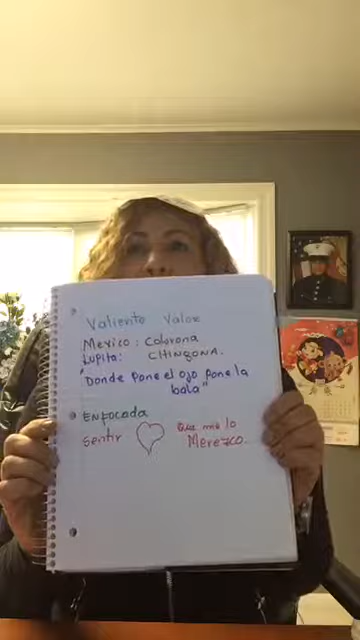 Valiente Valor
Mexico: Cabrona
Lupita: CHINGONA.
"Donde pone el ojo pone la
bala"
Enfocada
Sentir que me lo
Merezco.